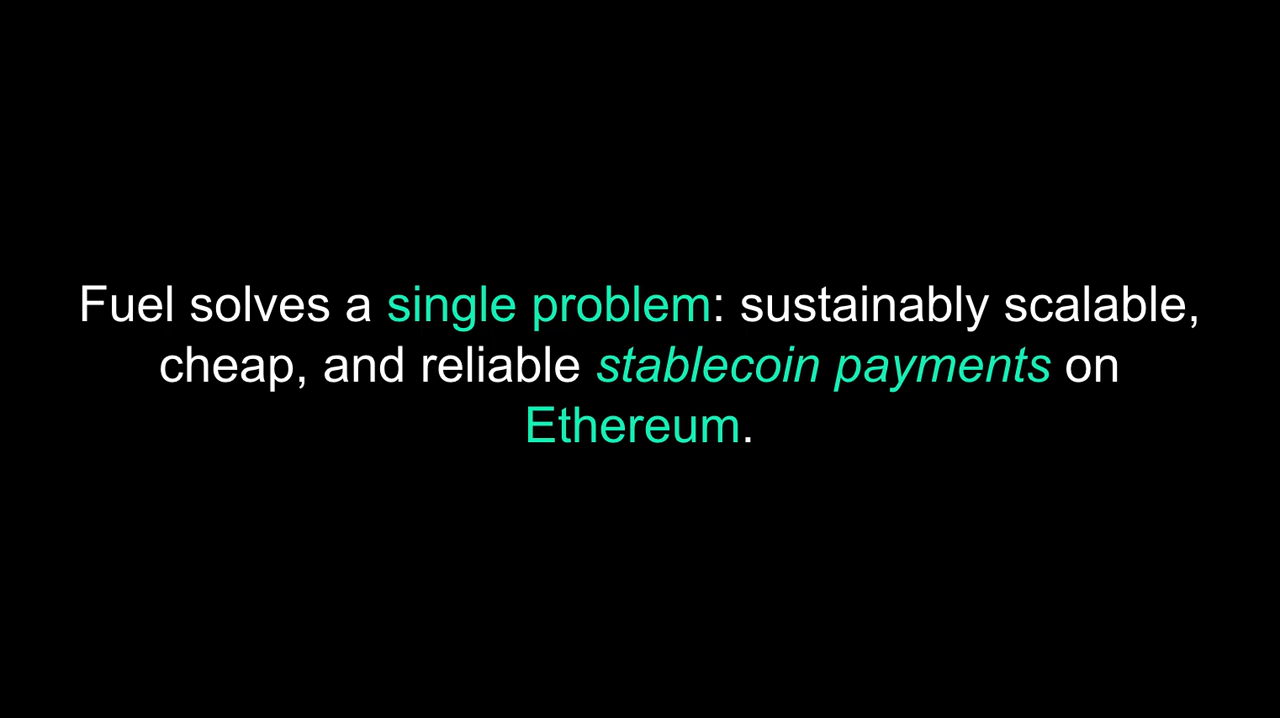 Fuel solves a single problem: sustainably scalable,
cheap, and reliable stablecoin payments on
Ethereum.